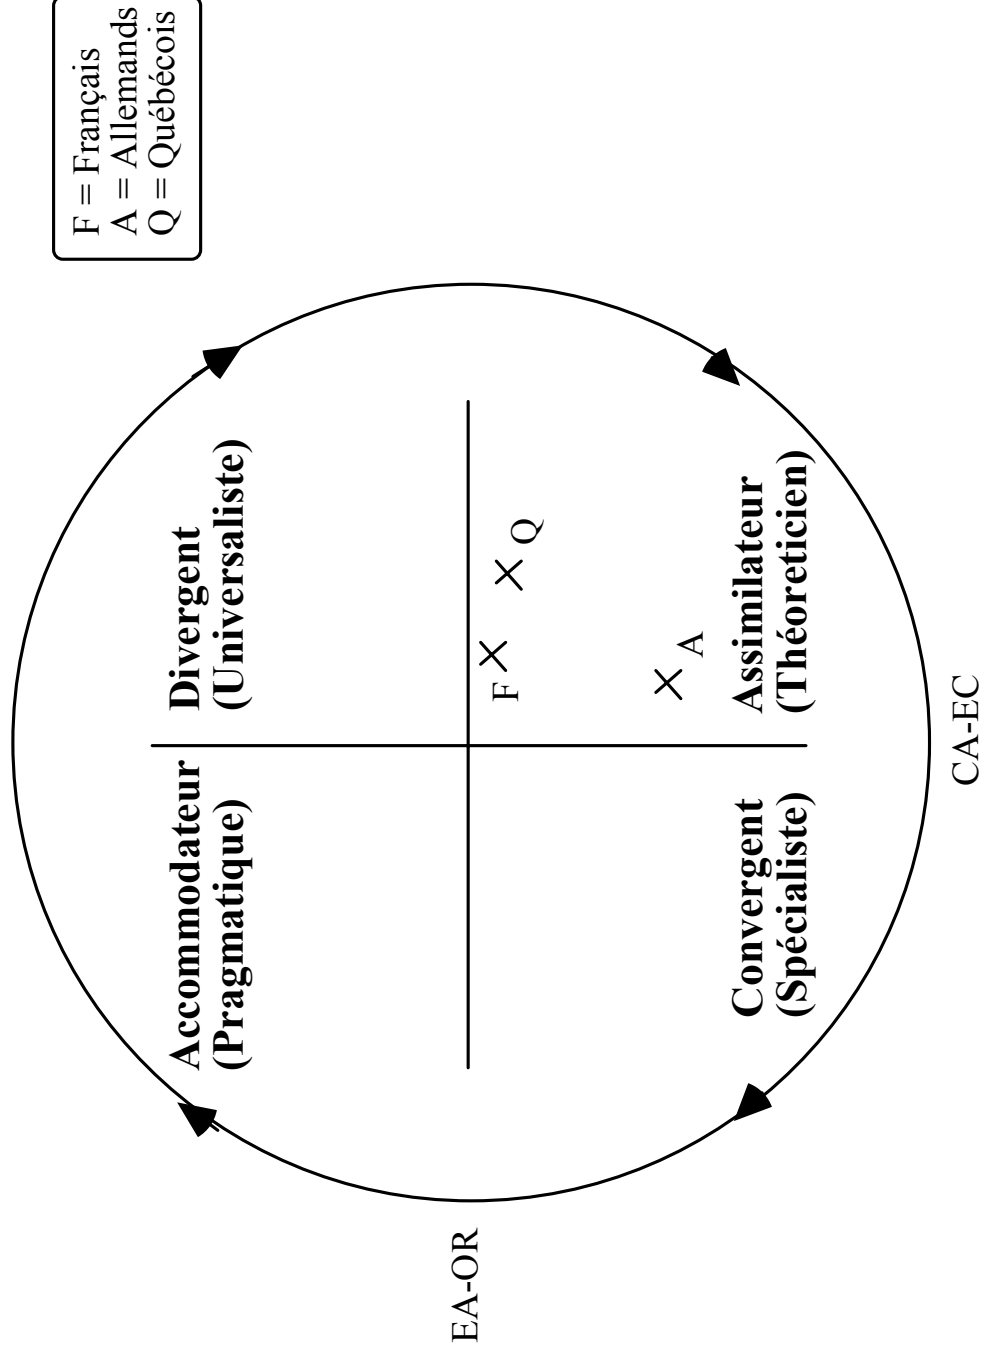 F = Français
A = Allemands
Q = Québécois
Accommodateur
(Pragmatique)
Divergent
(Universaliste)
EA-OR
F
Q
A
Convergent
(Spécialiste)
Assimilateur
(Théoreticien)
CA-EC